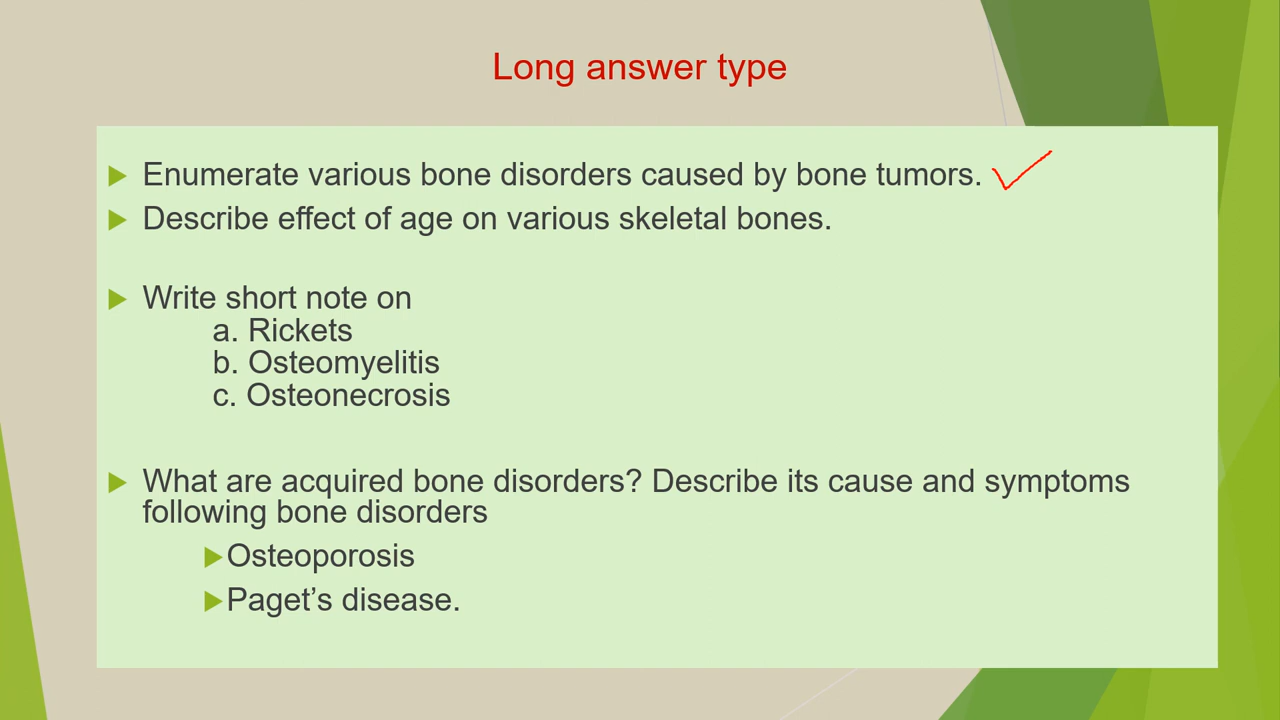 Long answer type
Enumerate various bone disorders caused by bone tumors.
Describe effect of age on various skeletal bones.
Write short note on
a. Rickets
b. Osteomyelitis
c. Osteonecrosis
What are acquired bone disorders? Describe its cause and symptoms
following bone disorders
Osteoporosis
Paget’s disease.